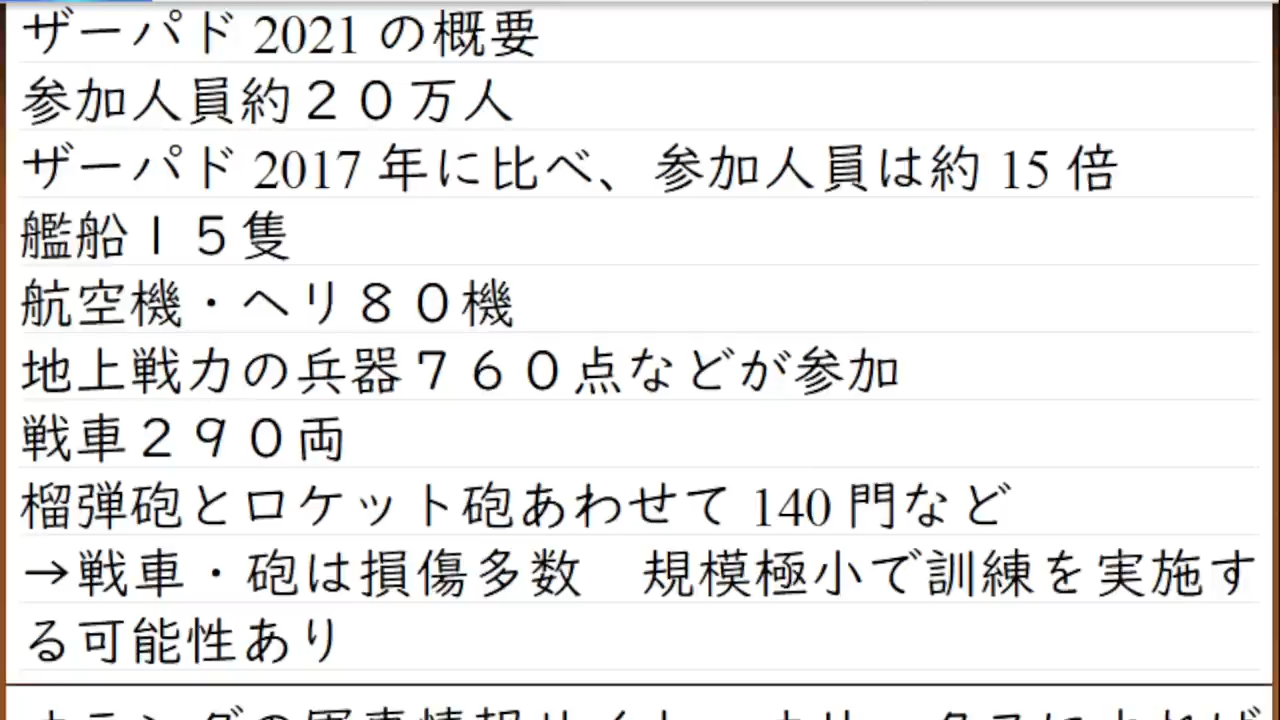 ザーパド 2021 の概要
参加人員約２０万人
ザーパド 2017 年に比べ、参加人員は約 15 倍
艦船１５隻
航空機・ヘリ８０機
地上戦力の兵器７６０点などが参加
戦車２９０両
榴弾砲とロケット砲あわせて 140 門など
→戦車・砲は損傷多数　規模極小で訓練を実施す
る可能性あり